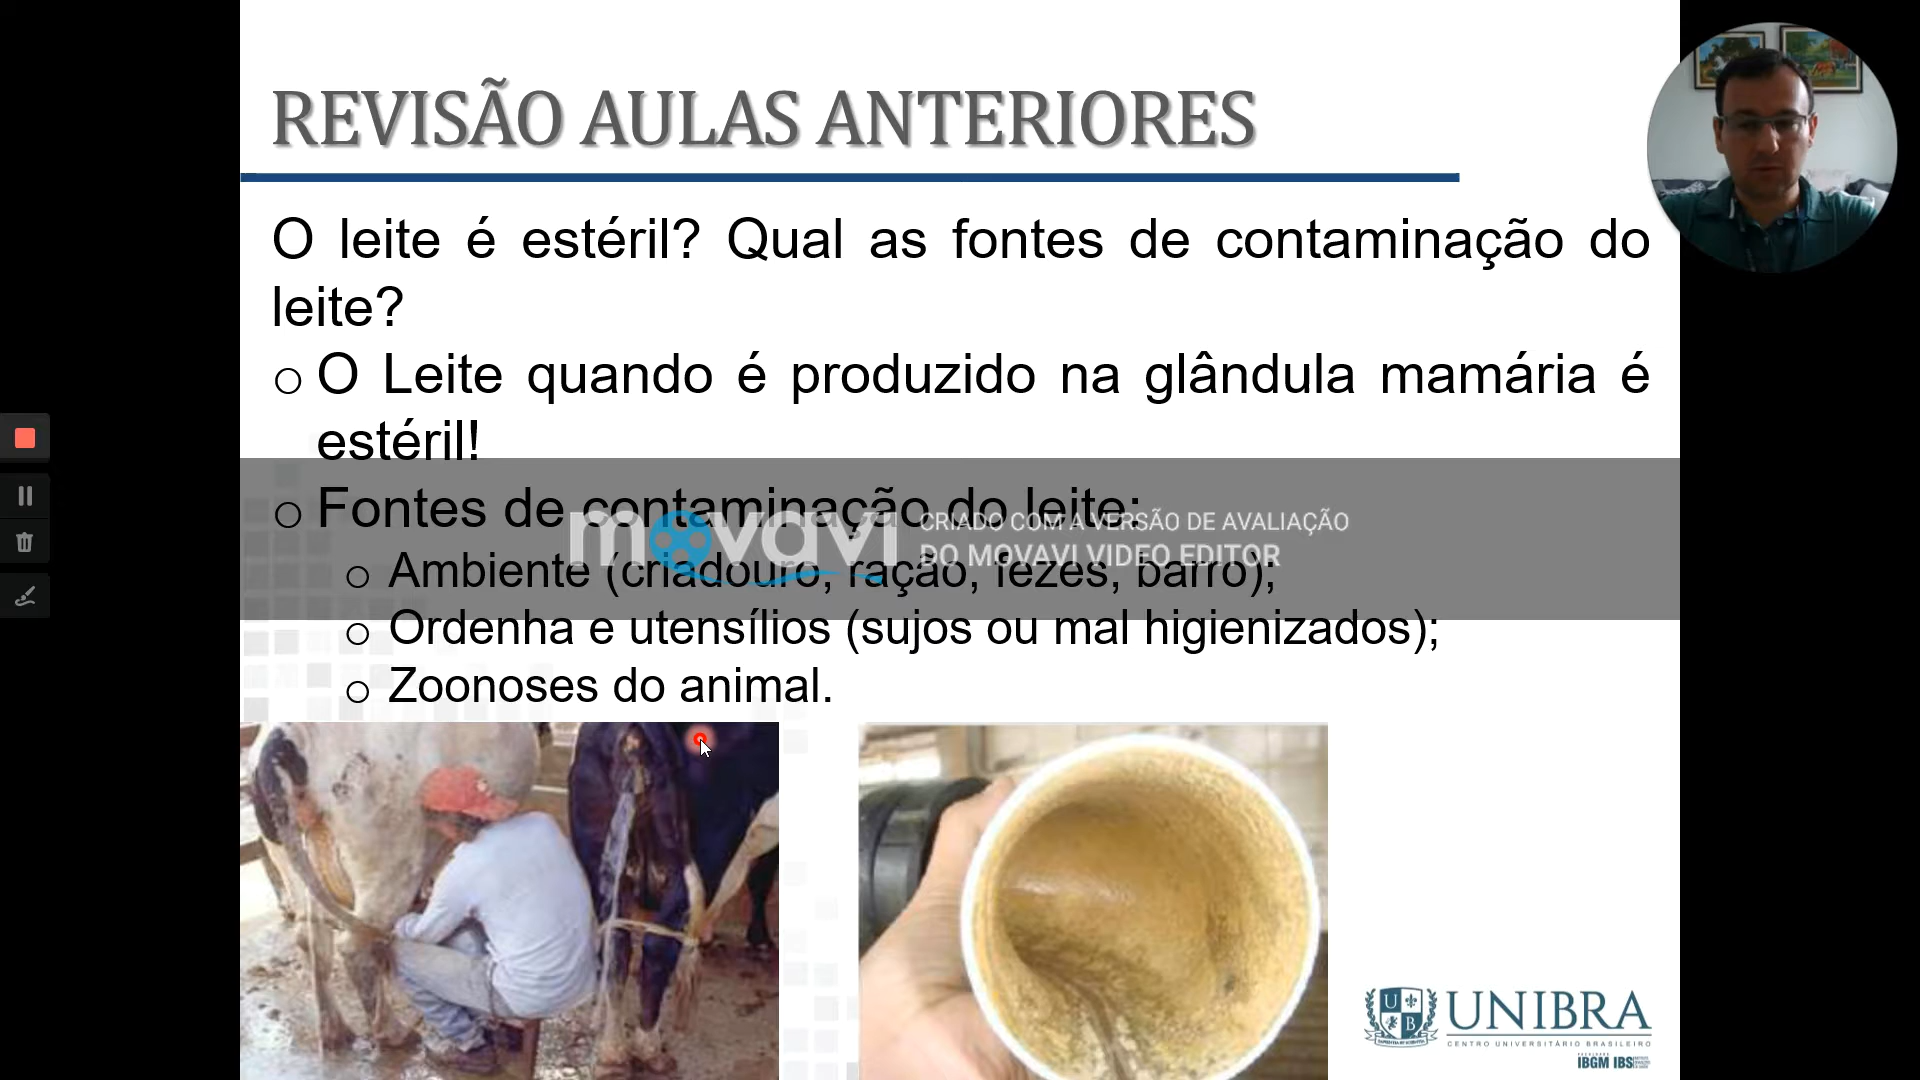 REVISÃO AULAS ANTERIORES
O leite é estéril? Qual as fontes de contaminação do
leite?
O Leite quando é produzido na glândula mamária é
estéril!
Fontes de contaminação do leite:
movavi
CRIADO COM A VERSÃO DE AVALIAÇÃO
DO MOVAVI VIDEO EDITOR
Ambiente (criadouro, ração, fezes, barro);
Ordenha e utensílios (sujos ou mal higienizados);
Zoonoses do animal.
U
B
UNIBRA
CENTRO UNIVERSITÁRIO BRASILEIRO
IBGM IBS